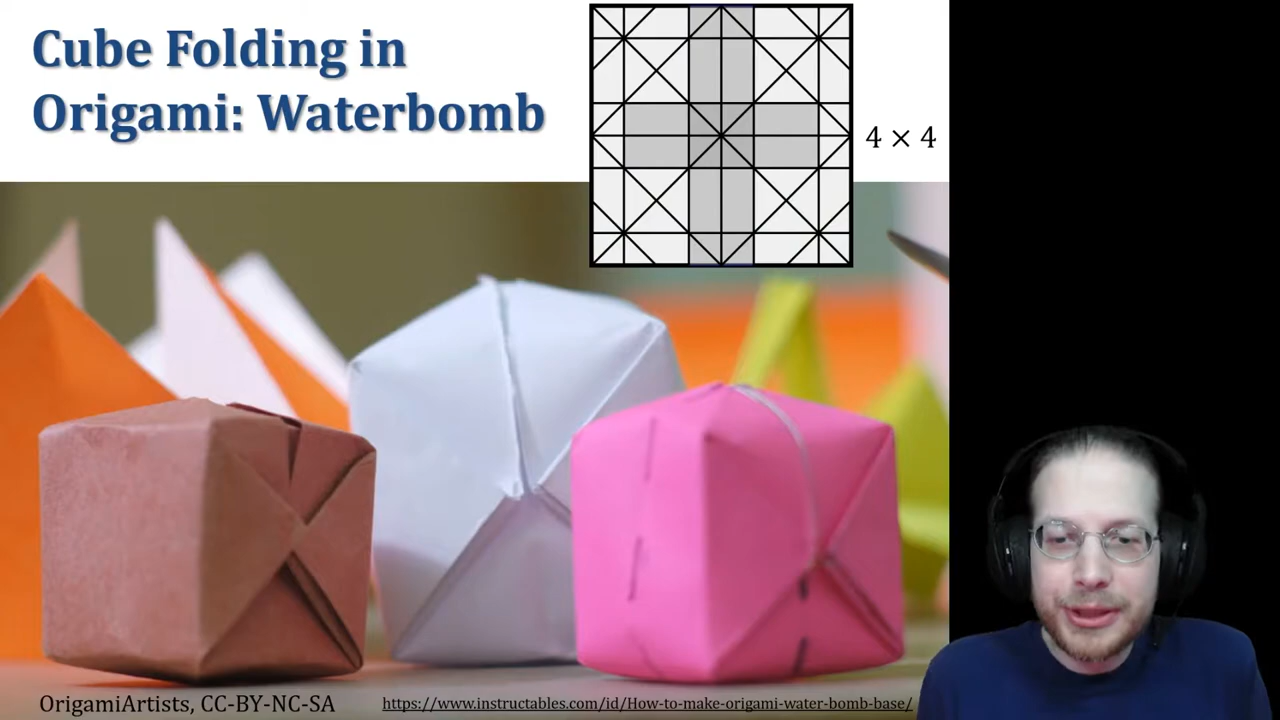 Cube Folding in
Origami: Waterbomb
4 × 4
OrigamiArtists, CC-BY-NC-SA
https://www.instructables.com/id/How-to-make-origami-water-bomb-base/